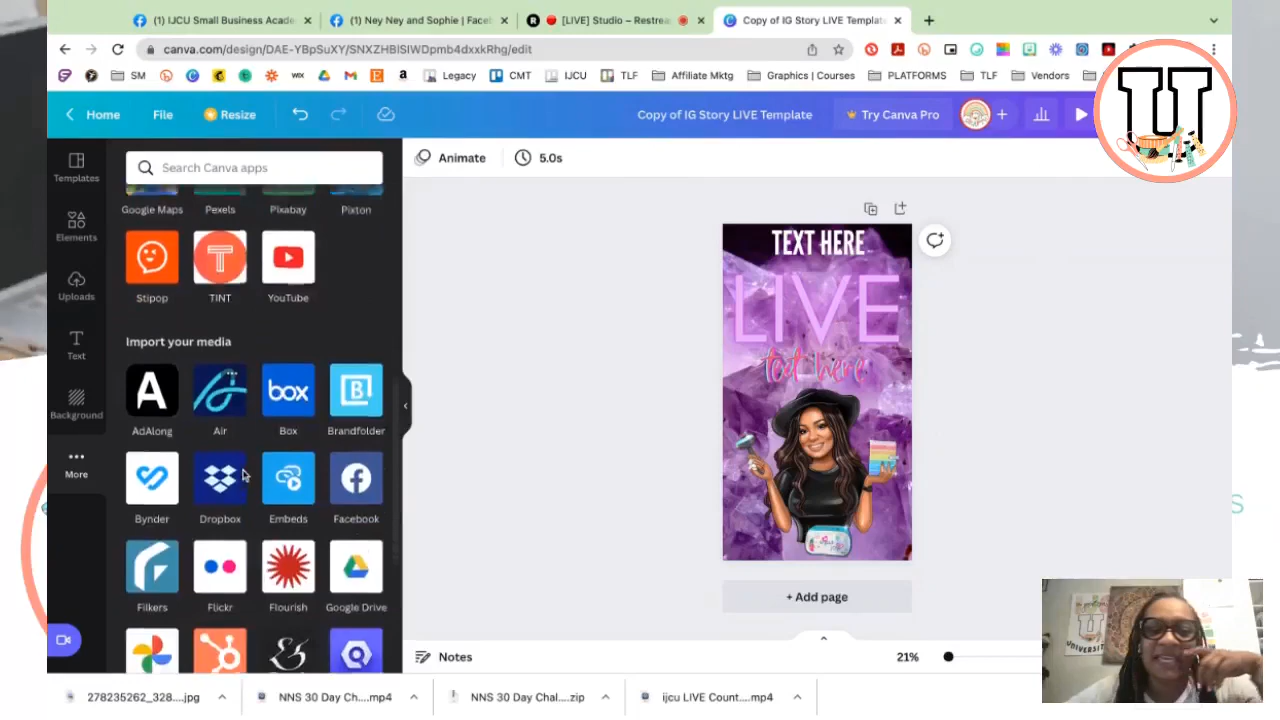 (1) IJCU Small Business Acade
(1) Ney Ney and Sophie | Facel
[LIVE] Studio – Restrea
Copy of IG Story LIVE Template
canva.com/design/DAE-YBpSuXY/SNXZHBISIWDpmb4dxxkRhg/edit
SM
WIX
a
Legacy
CMT
IJCU
TLF
Affiliate Mktg
Graphics | Courses
PLATFORMS
TLF
Vendors
Home
File
Resize
Copy of IG Story LIVE Template
Try Canva Pro
U
Templates
Elements
Uploads
Text
Background
More
Search Canva apps
Google Maps
Pexels
Pixabay
Pixton
Stipop
TINT
YouTube
Import your media
box
AdAlong
Air
Box
Brandfolder
Bynder
Dropbox
Embeds
Facebook
Filkers
Flickr
Flourish
Google Drive
Animate
5.0s
TEXT HERE
LIVE
text here
+ Add page
Notes
21%
278235262_328....jpg
NNS 30 Day Ch....mp4
NNS 30 Day Chal....zip
ijcu LIVE Count....mp4
S